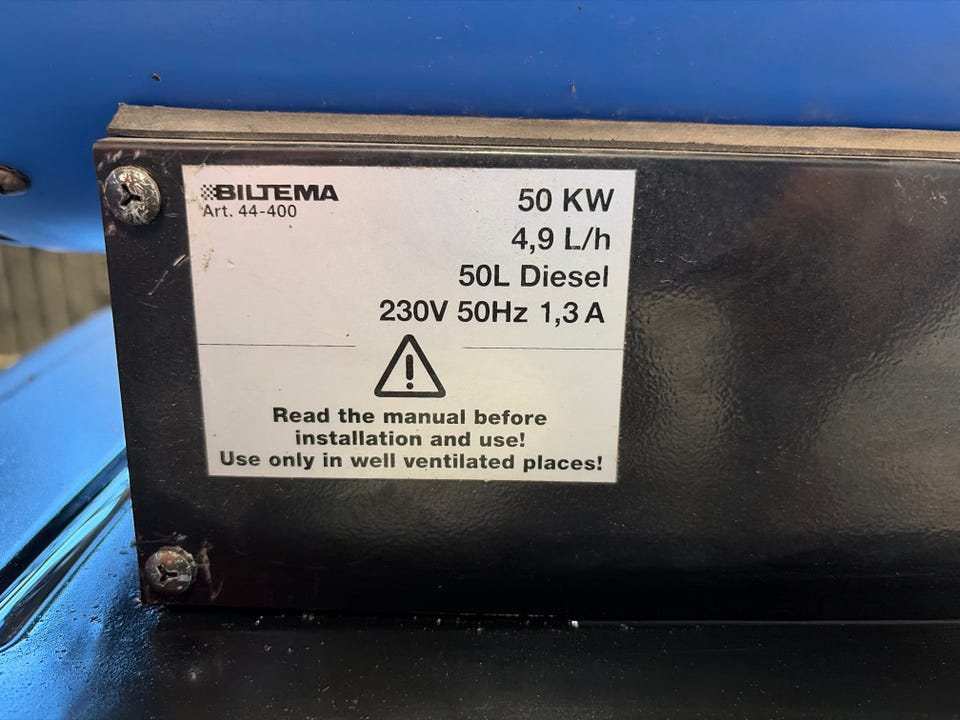 BILTEMA
Art. 44-400
50 KW
4,9 L/h
50L Diesel
230V 50Hz 1,3 A
Read the manual before
installation and use!
Use only in well ventilated places!